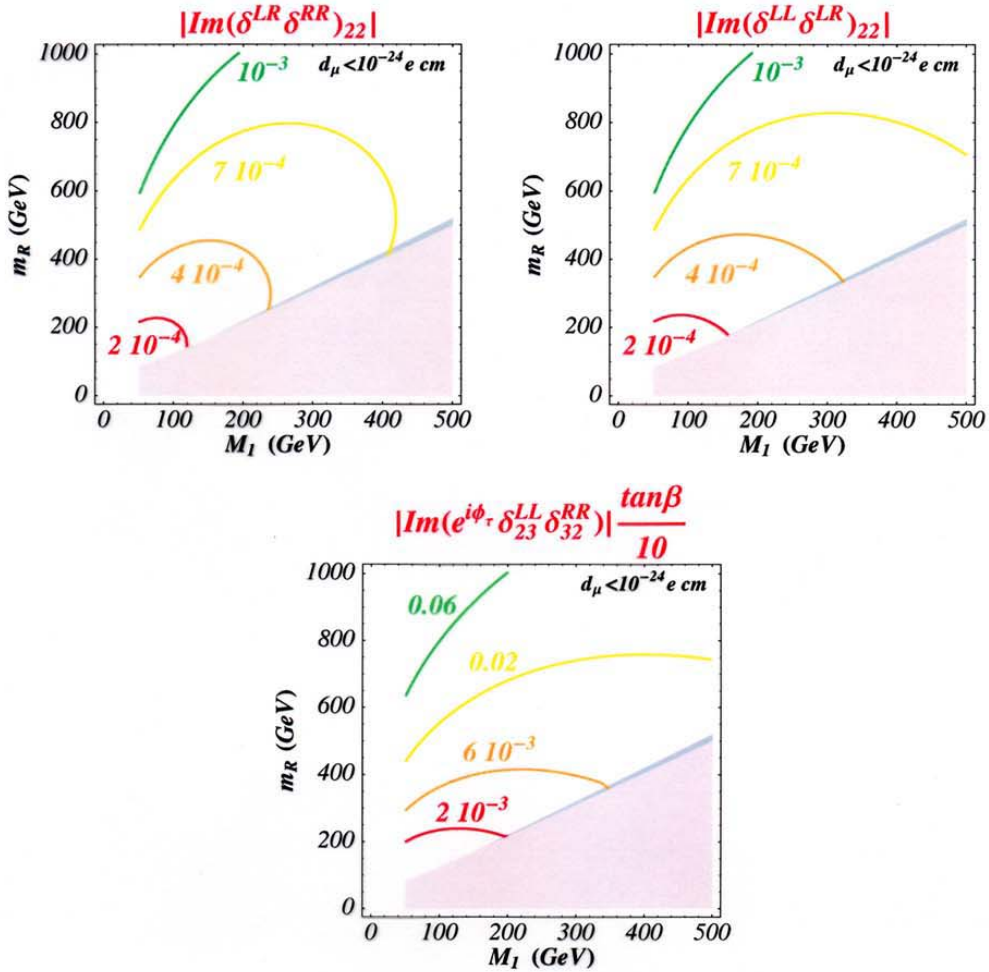 |Im(δ^{LR} δ^{RR})_{22}|
d_μ<10^{-24} e cm
1000
800
600
400
200
0
m_R (GeV)
10^{-3}
7 10^{-4}
4 10^{-4}
2 10^{-4}
0 100 200 300 400 500
M_1 (GeV)
|Im(δ^{LL} δ^{LR})_{22}|
d_μ<10^{-24} e cm
1000
800
600
400
200
0
m_R (GeV)
10^{-3}
7 10^{-4}
4 10^{-4}
2 10^{-4}
0 100 200 300 400 500
M_1 (GeV)
|Im(e^{iφ_τ} δ_{23}^{LL} δ_{32}^{RR})| tanβ/10
d_μ<10^{-24} e cm
1000
800
600
400
200
0
m_R (GeV)
0.06
0.02
6 10^{-3}
2 10^{-3}
0 100 200 300 400 500
M_1 (GeV)